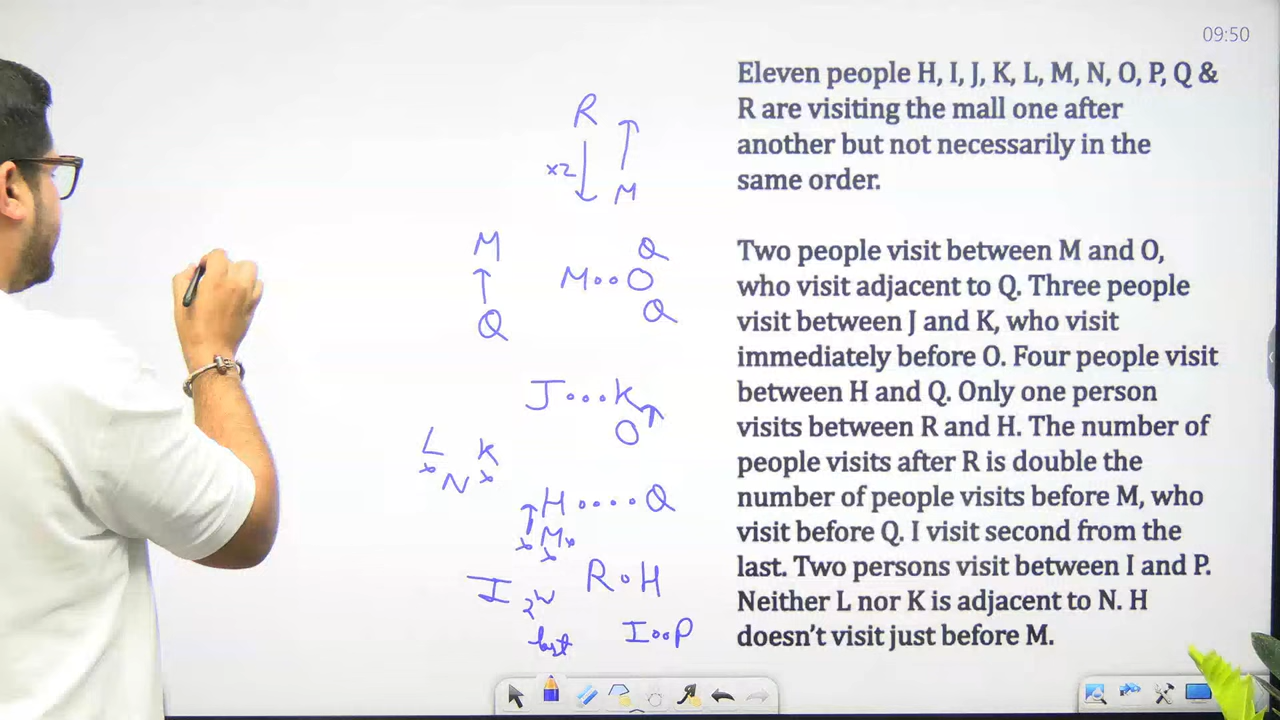 09:50
Eleven people H, I, J, K, L, M, N, O, P, Q &
R are visiting the mall one after
another but not necessarily in the
same order.
Two people visit between M and O,
who visit adjacent to Q. Three people
visit between J and K, who visit
immediately before O. Four people visit
between H and Q. Only one person
visits between R and H. The number of
people visits after R is double the
number of people visits before M, who
visit before Q. I visit second from the
last. Two persons visit between I and P.
Neither L nor K is adjacent to N. H
doesn't visit just before M.
R
×2
M
M
Q
Q
M o o O
Q
J o o o K
O
L K
N
H o o o o Q
M
R o H
I 2
last
I o o P